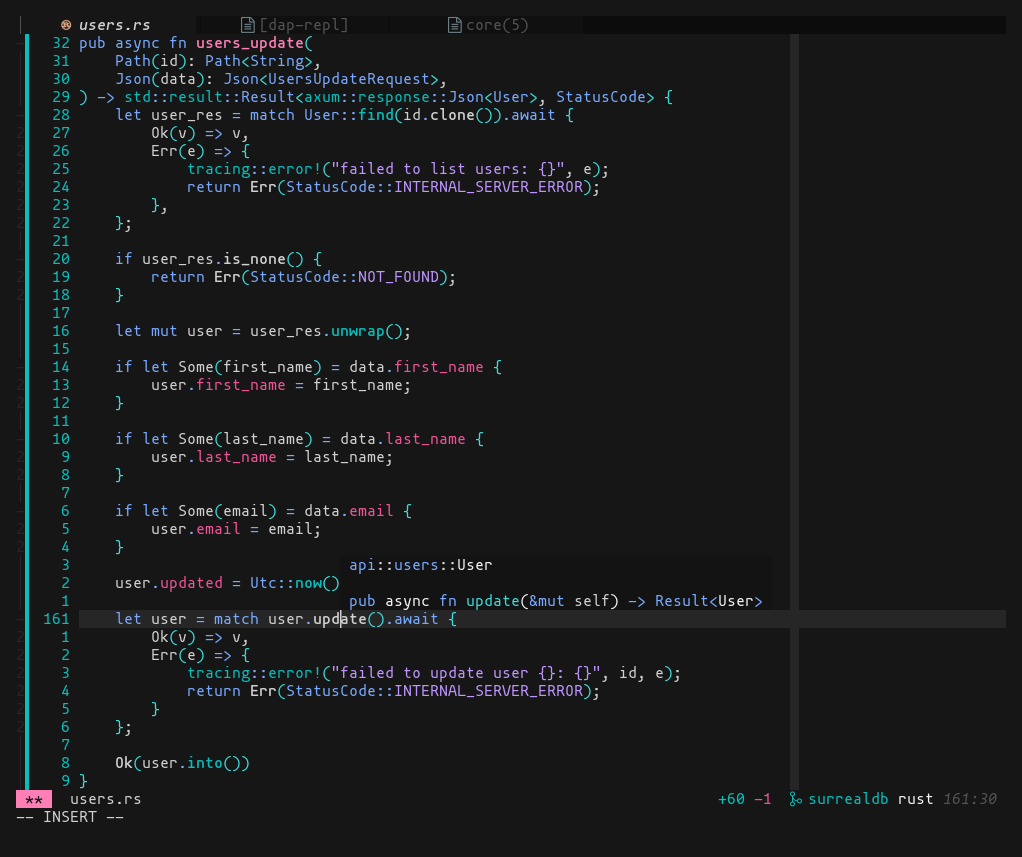 users.rs [dap-repl] core(5)
32 pub async fn users_update(
31     Path(id): Path<String>,
30     Json(data): Json<UsersUpdateRequest>,
29 ) -> std::result::Result<axum::response::Json<User>, StatusCode> {
28     let user_res = match User::find(id.clone()).await {
27         Ok(v) => v,
26         Err(e) => {
25             tracing::error!("failed to list users: {}", e);
24             return Err(StatusCode::INTERNAL_SERVER_ERROR);
23         },
22     };
21
20     if user_res.is_none() {
19         return Err(StatusCode::NOT_FOUND);
18     }
17
16     let mut user = user_res.unwrap();
15
14     if let Some(first_name) = data.first_name {
13         user.first_name = first_name;
12     }
11
10     if let Some(last_name) = data.last_name {
9         user.last_name = last_name;
8     }
7
6     if let Some(email) = data.email {
5         user.email = email;
4     }
3 api::users::User
2     user.updated = Utc::now()
1 pub async fn update(&mut self) -> Result<User>
161     let user = match user.update().await {
1         Ok(v) => v,
2         Err(e) => {
3             tracing::error!("failed to update user {}: {}", id, e);
4             return Err(StatusCode::INTERNAL_SERVER_ERROR);
5         }
6     };
7
8     Ok(user.into())
9 }
** users.rs +60 -1 surrealdb rust 161:30
-- INSERT --